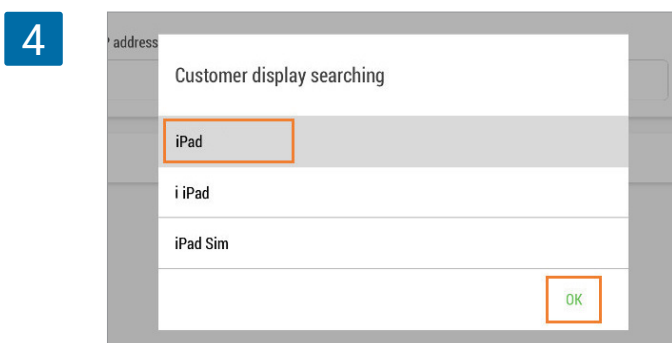 4
address
Customer display searching
iPad
i iPad
iPad Sim
OK